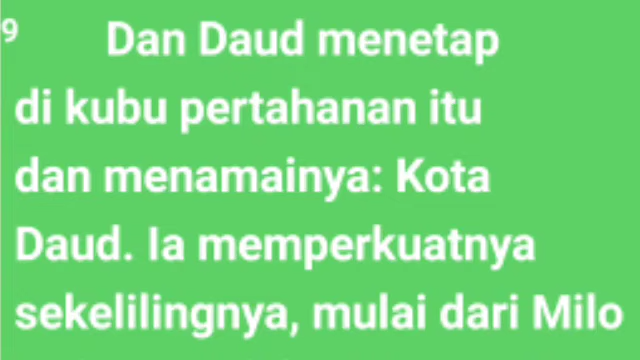 9 Dan Daud menetap
di kubu pertahanan itu
dan menamainya: Kota
Daud. Ia memperkuatnya
sekelilingnya, mulai dari Milo